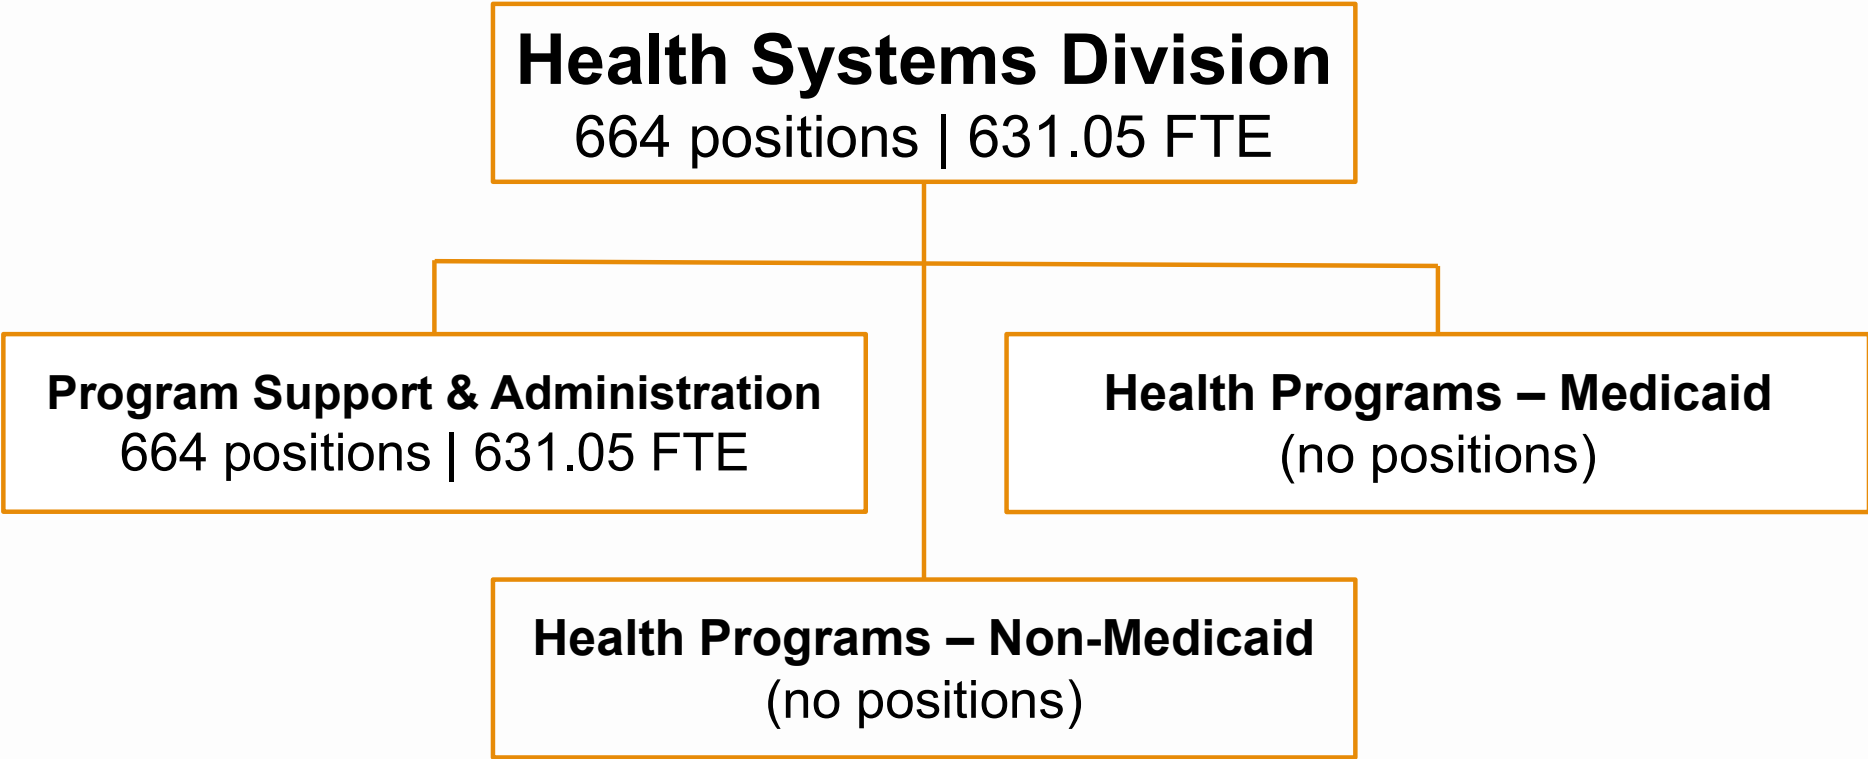 Health Systems Division
664 positions | 631.05 FTE
Program Support & Administration
664 positions | 631.05 FTE
Health Programs – Medicaid
(no positions)
Health Programs – Non-Medicaid
(no positions)